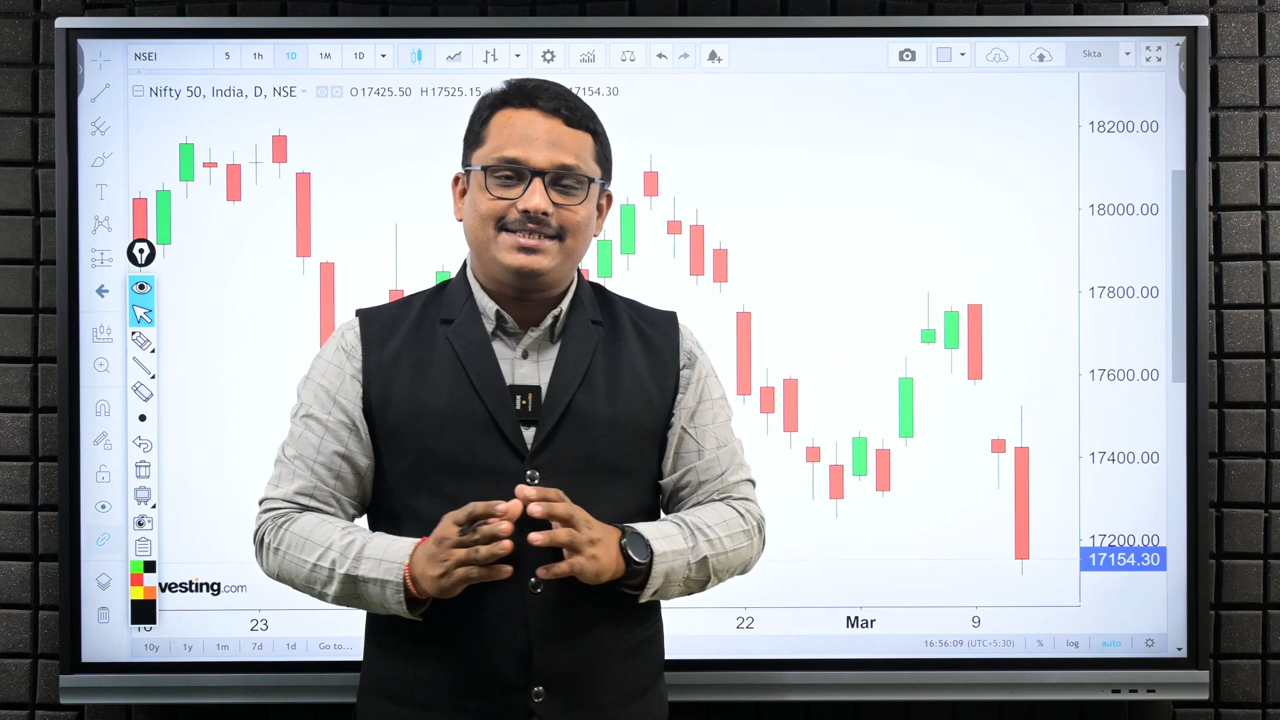 NSEI 5 1h 1D 1M 1D 5kta
Nifty 50, India, D, NSE O17425.50 H17525.15 17154.30
18200.00
18000.00
17800.00
17600.00
17400.00
17200.00
17154.30
vesting.com
23 22 Mar 9
10y 1y 1m 7d 1d Go to... 16:56:09 (UTC+5:30) % log auto